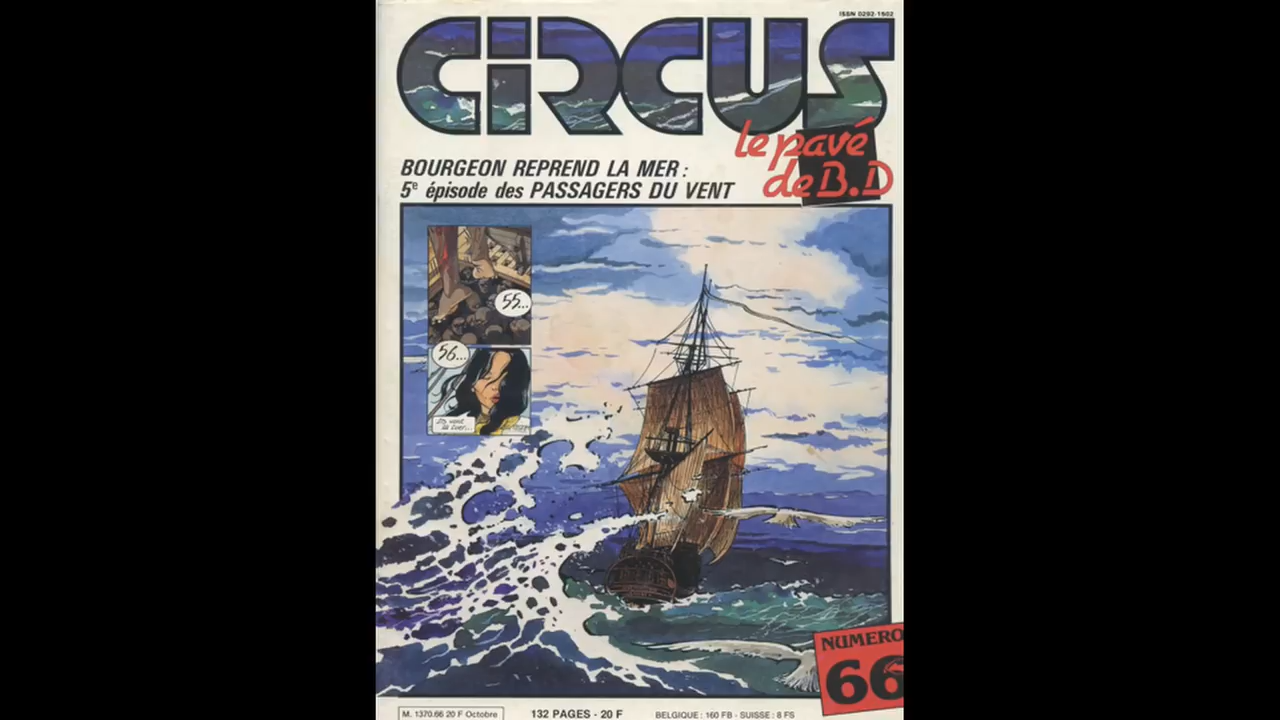 ISSN 0292-1902
CiRCUS
le pavé
de B.D
BOURGEON REPREND LA MER :
5e épisode des PASSAGERS DU VENT
55...
56...
NUMERO
66
M. 1370.66 20 F Octobre
132 PAGES - 20 F
BELGIQUE : 160 FB - SUISSE : 8 FS